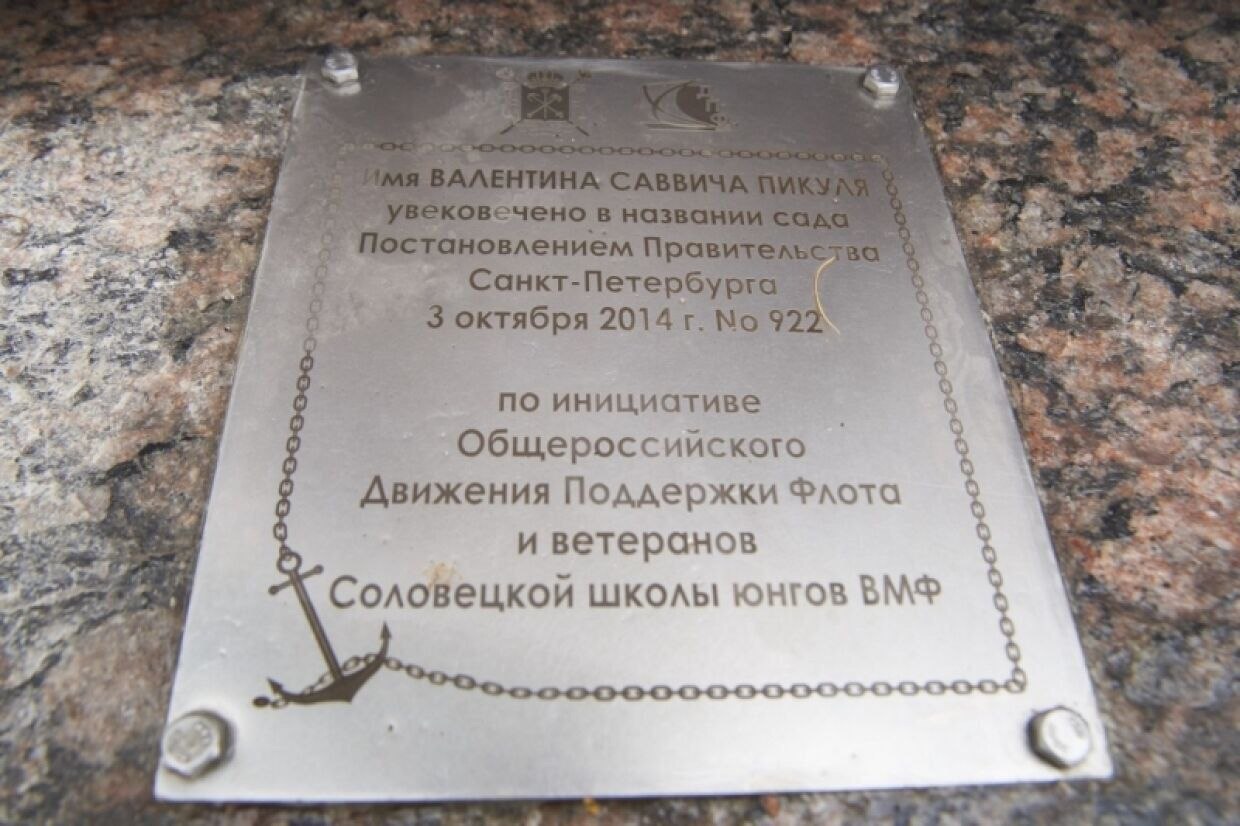 Имя ВАЛЕНТИНА САВВИЧА ПИКУЛЯ
увековечено в названии сада
Постановлением Правительства
Санкт-Петербурга
3 октября 2014 г. No 922
по инициативе
Общероссийского
Движения Поддержки Флота
и ветеранов
Соловецкой школы юнгов ВМФ